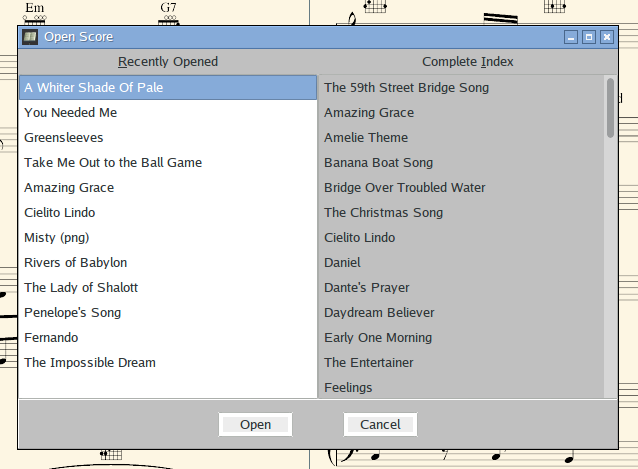 Em
G7
Open Score
Recently Opened
Complete Index
A Whiter Shade Of Pale
You Needed Me
Greensleeves
Take Me Out to the Ball Game
Amazing Grace
Cielito Lindo
Misty (png)
Rivers of Babylon
The Lady of Shalott
Penelope's Song
Fernando
The Impossible Dream
The 59th Street Bridge Song
Amazing Grace
Amelie Theme
Banana Boat Song
Bridge Over Troubled Water
The Christmas Song
Cielito Lindo
Daniel
Dante's Prayer
Daydream Believer
Early One Morning
The Entertainer
Feelings
Open
Cancel